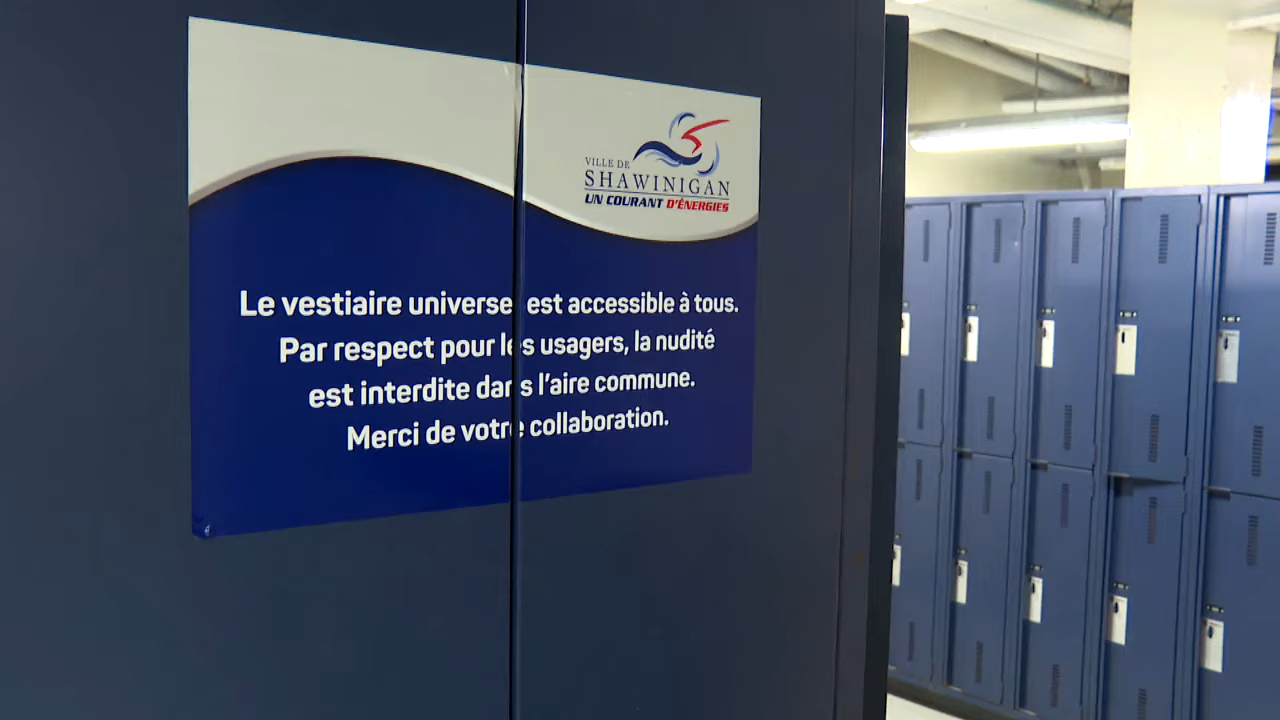 VILLE DE
SHAWINIGAN
UN COURANT D'ÉNERGIES
Le vestiaire universel est accessible à tous.
Par respect pour les usagers, la nudité
est interdite dans l'aire commune.
Merci de votre collaboration.